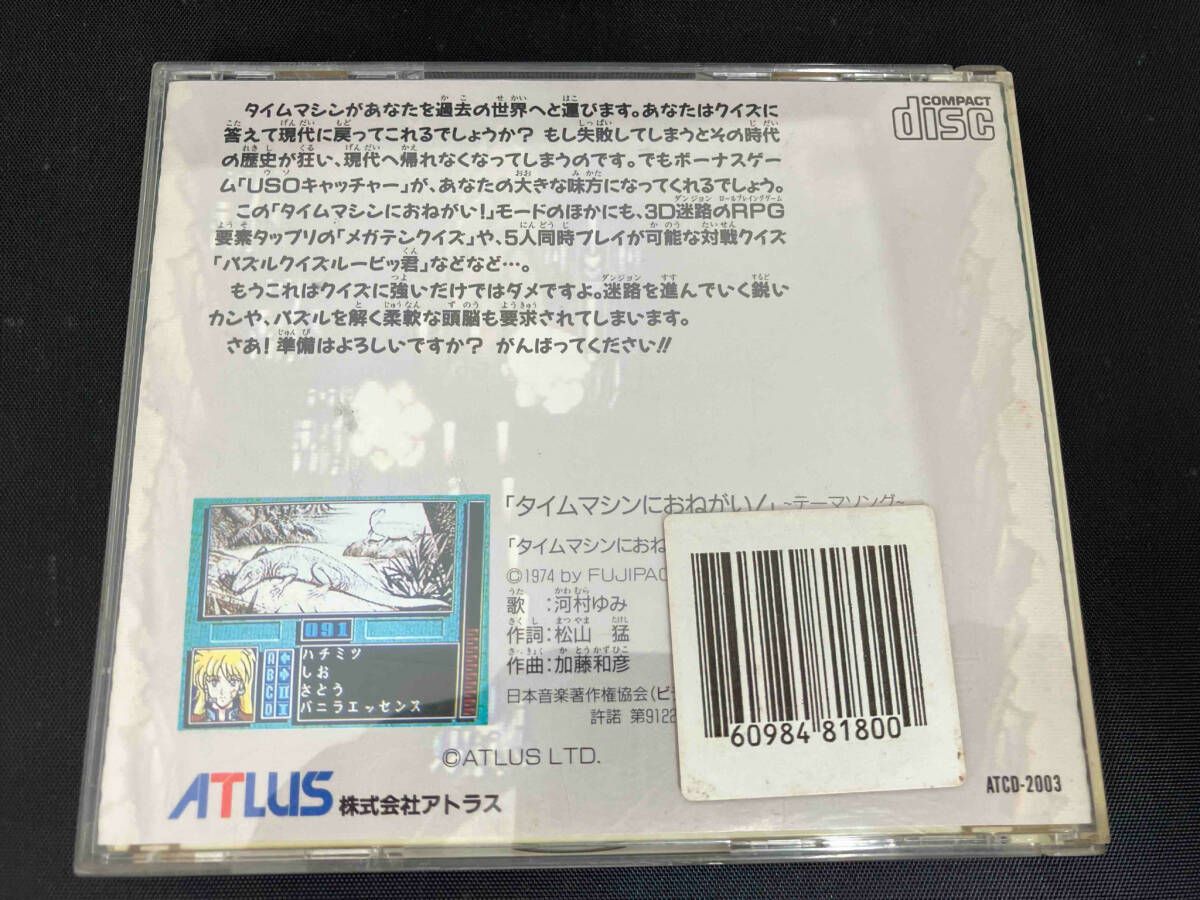 タイムマシンがあなたを過去の世界へと運びます。あなたはクイズに
答えて現代に戻ってこれるでしょうか? もし失敗してしまうとその時代
の歴史が狂い、現代へ帰れなくなってしまうのです。でもボーナスゲー
ム「USOキャッチャー」が、あなたの大きな味方になってくれるでしょう。
この「タイムマシンにおねがい!」モードのほかにも、3D迷路のRPG
要素タップリの「メガテンクイズ」や、5人同時プレイが可能な対戦クイズ
「パズルクイズルービッ君」などなど…。
もうこれはクイズに強いだけではダメですよ。迷路を進んでいく鋭い
カンや、パズルを解く柔軟な頭脳も要求されてしまいます。
さあ! 準備はよろしいですか? がんばってください!!
COMPACT
disc
「タイムマシンにおねがい!」~テーマソング~
「タイムマシンにおね
©1974 by FUJIPAC
歌 :河村ゆみ
作詞:松山 猛
作曲:加藤和彦
日本音楽著作権協会(ビ
許諾 第9122
091
A
B
C
D
ハチミツ
しお
さとう
バニラエッセンス
©ATLUS LTD.
ATLUS 株式会社アトラス
60984 81800
ATCD-2003